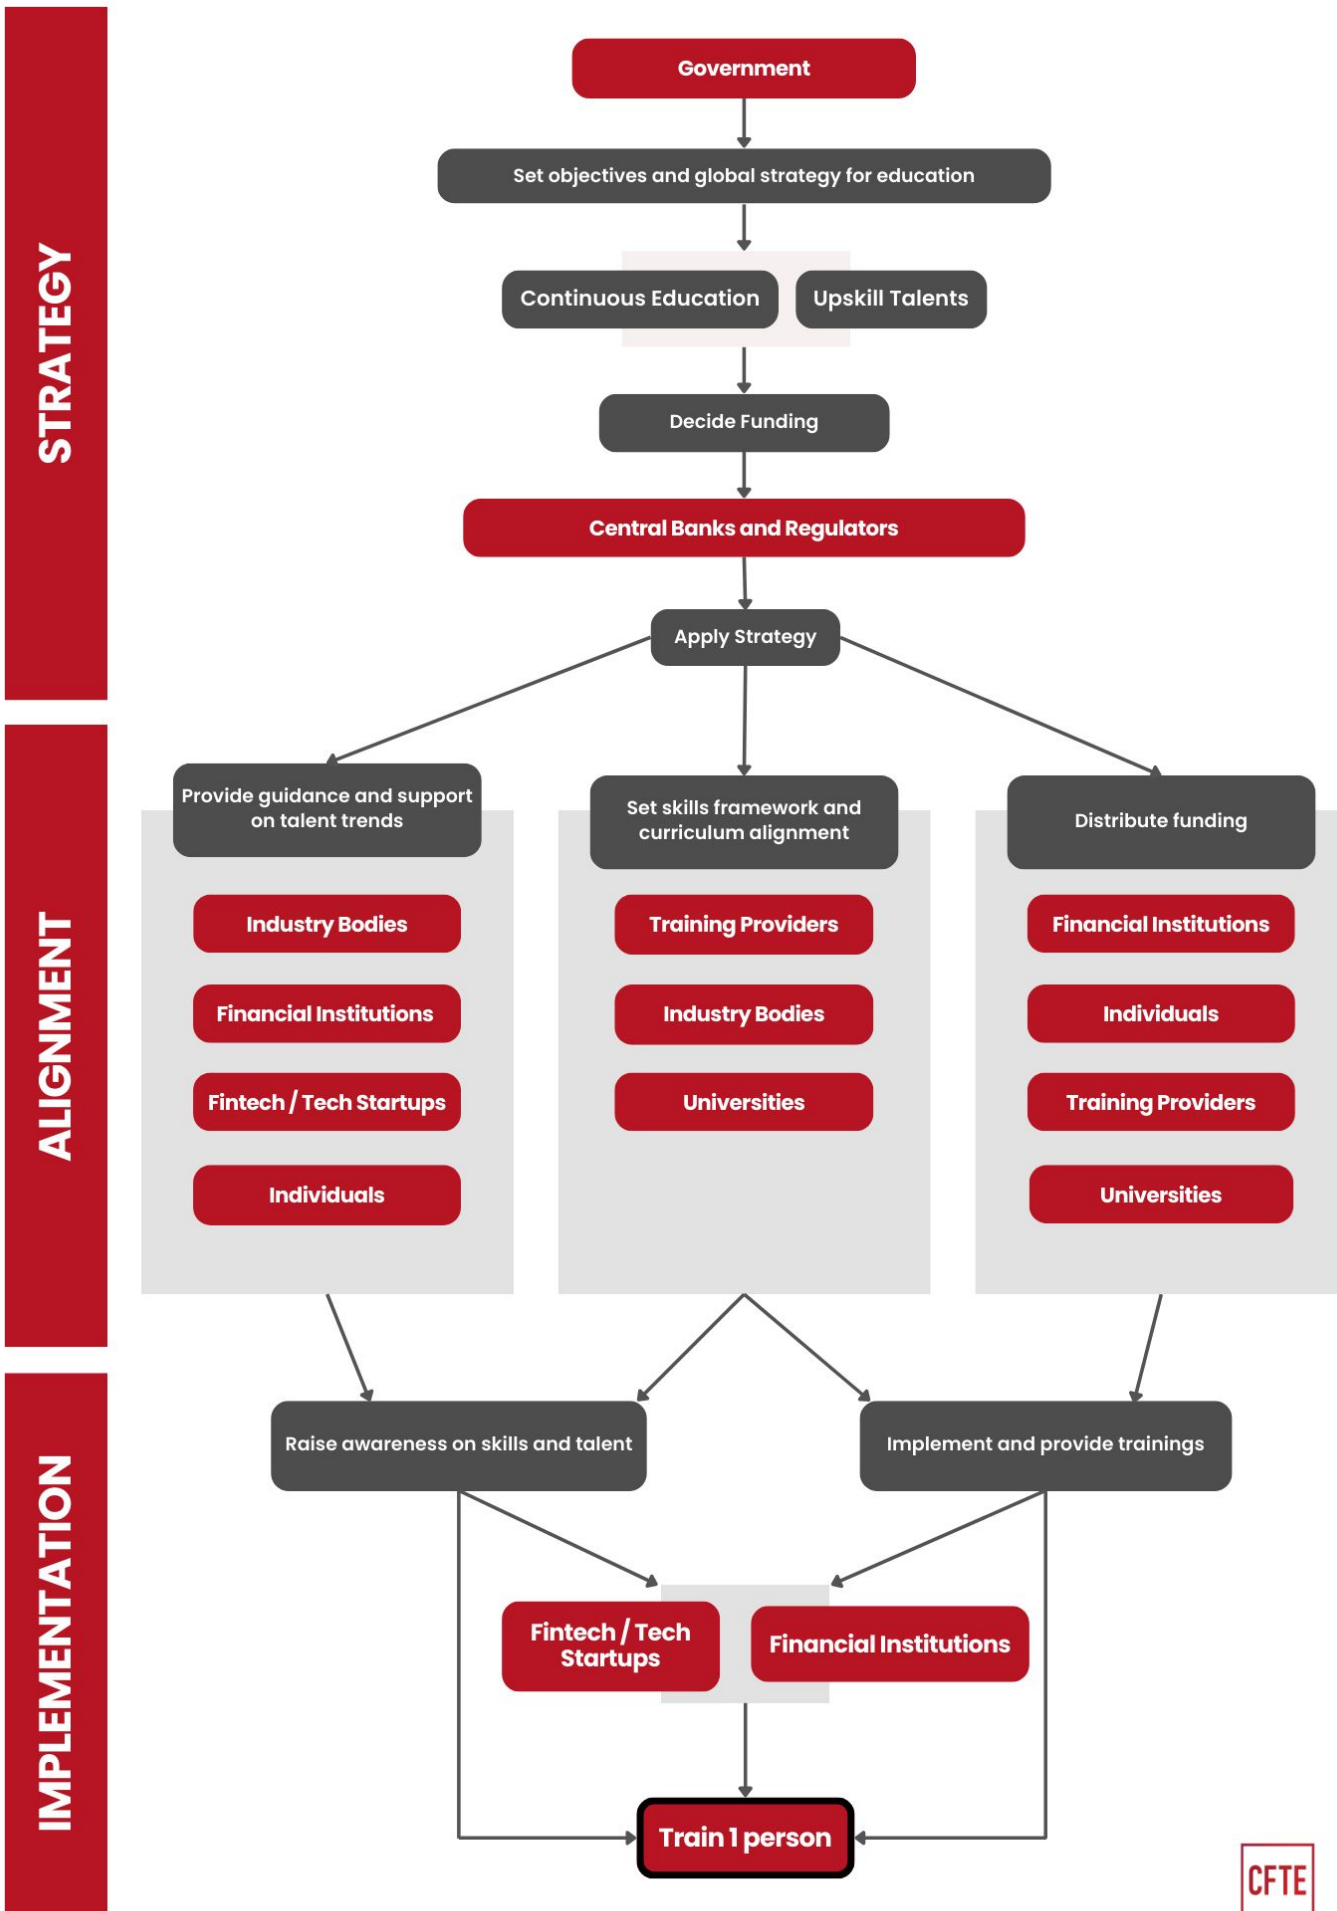 STRATEGY
Government
Set objectives and global strategy for education
Continuous Education
Upskill Talents
Decide Funding
Central Banks and Regulators
Apply Strategy
ALIGNMENT
Provide guidance and support
on talent trends
Industry Bodies
Financial Institutions
Fintech / Tech Startups
Individuals
Set skills framework and
curriculum alignment
Training Providers
Industry Bodies
Universities
Distribute funding
Financial Institutions
Individuals
Training Providers
Universities
IMPLEMENTATION
Raise awareness on skills and talent
Implement and provide trainings
Fintech / Tech
Startups
Financial Institutions
Train 1 person
CFTE